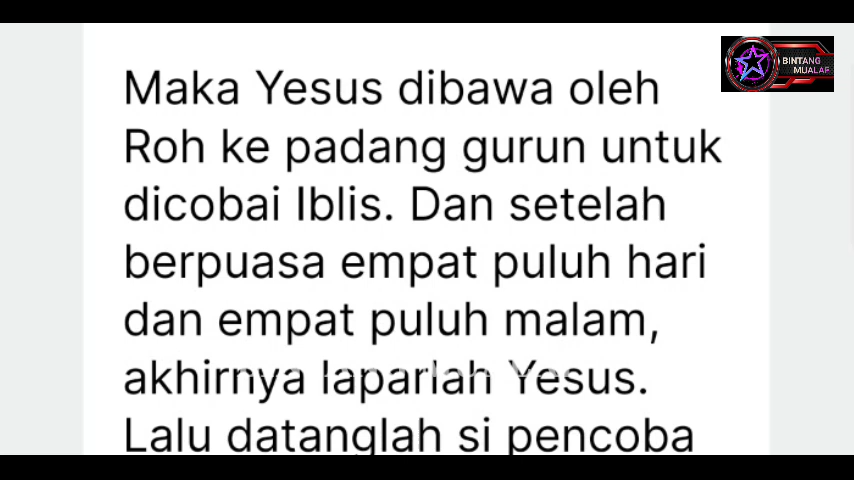 BINTANG
MUALAF
Maka Yesus dibawa oleh
Roh ke padang gurun untuk
dicobai Iblis. Dan setelah
berpuasa empat puluh hari
dan empat puluh malam,
akhirnya laparlah Yesus.
Lalu datanglah si pencoba